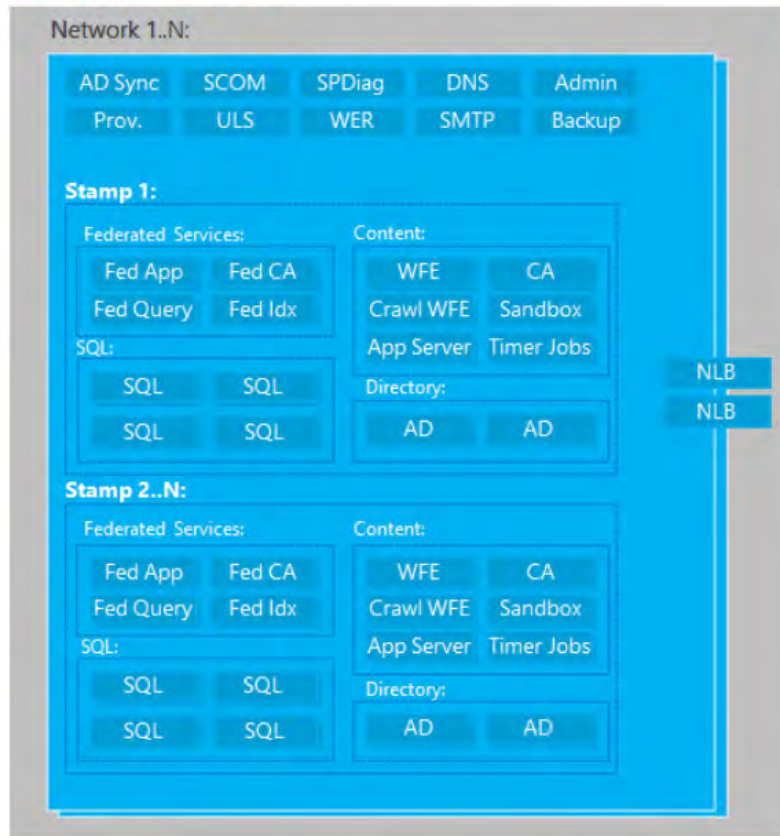 Network 1..N:
AD Sync SCOM SPDiag DNS Admin
Prov. ULS WER SMTP Backup
Stamp 1:
Federated Services:
Fed App Fed CA
Fed Query Fed Idx
SQL:
SQL SQL
SQL SQL
Content:
WFE CA
Crawl WFE Sandbox
App Server Timer Jobs
Directory:
AD AD
NLB
NLB
Stamp 2..N:
Federated Services:
Fed App Fed CA
Fed Query Fed Idx
SQL:
SQL SQL
SQL SQL
Content:
WFE CA
Crawl WFE Sandbox
App Server Timer Jobs
Directory:
AD AD